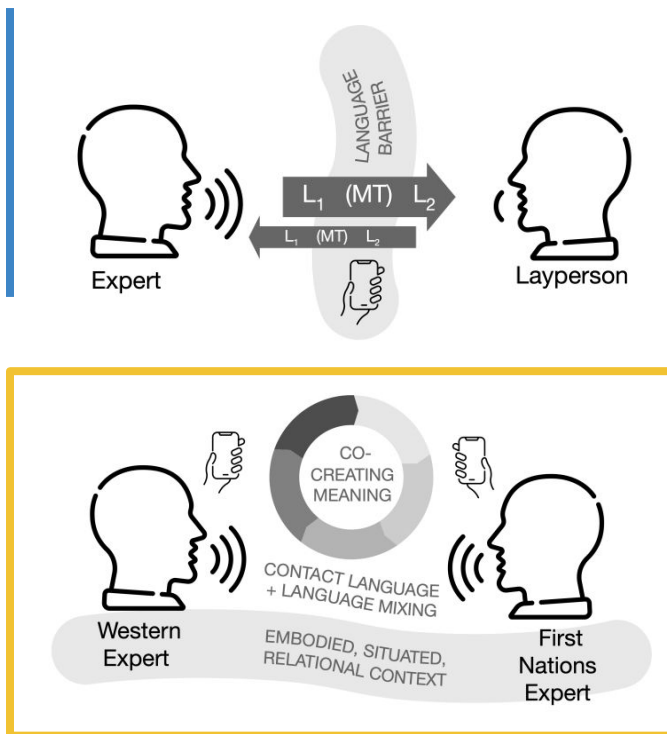 LANGUAGE
BARRIER
L₁ (MT) L₂
L₁ (MT) L₂
Expert
Layperson
CO-
CREATING
MEANING
CONTACT LANGUAGE
+ LANGUAGE MIXING
Western
Expert
EMBODIED, SITUATED,
RELATIONAL CONTEXT
First
Nations
Expert